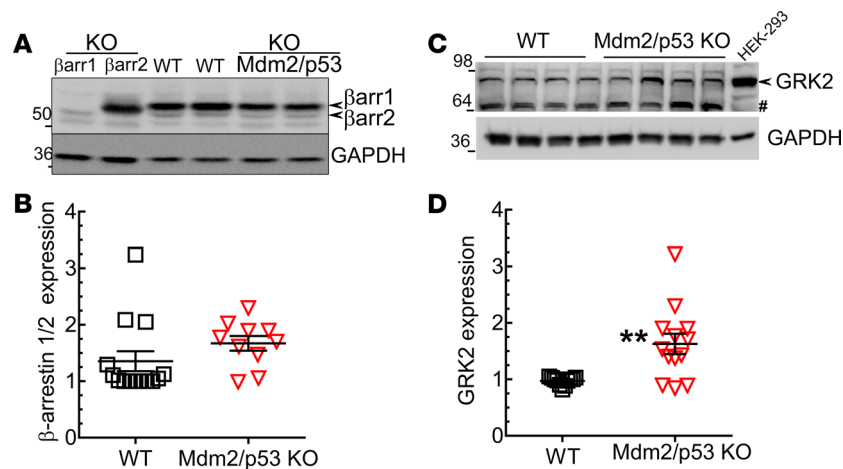 A
KO
KO
βarr1 βarr2 WT WT Mdm2/p53
50
βarr1
βarr2
36
GAPDH
B
β-arrestin 1/2 expression
4
3
2
1
0
WT Mdm2/p53 KO
C
WT Mdm2/p53 KO HEK-293
98
GRK2
64
#
36
GAPDH
D
GRK2 expression
4
3
2
1
0
**
WT Mdm2/p53 KO